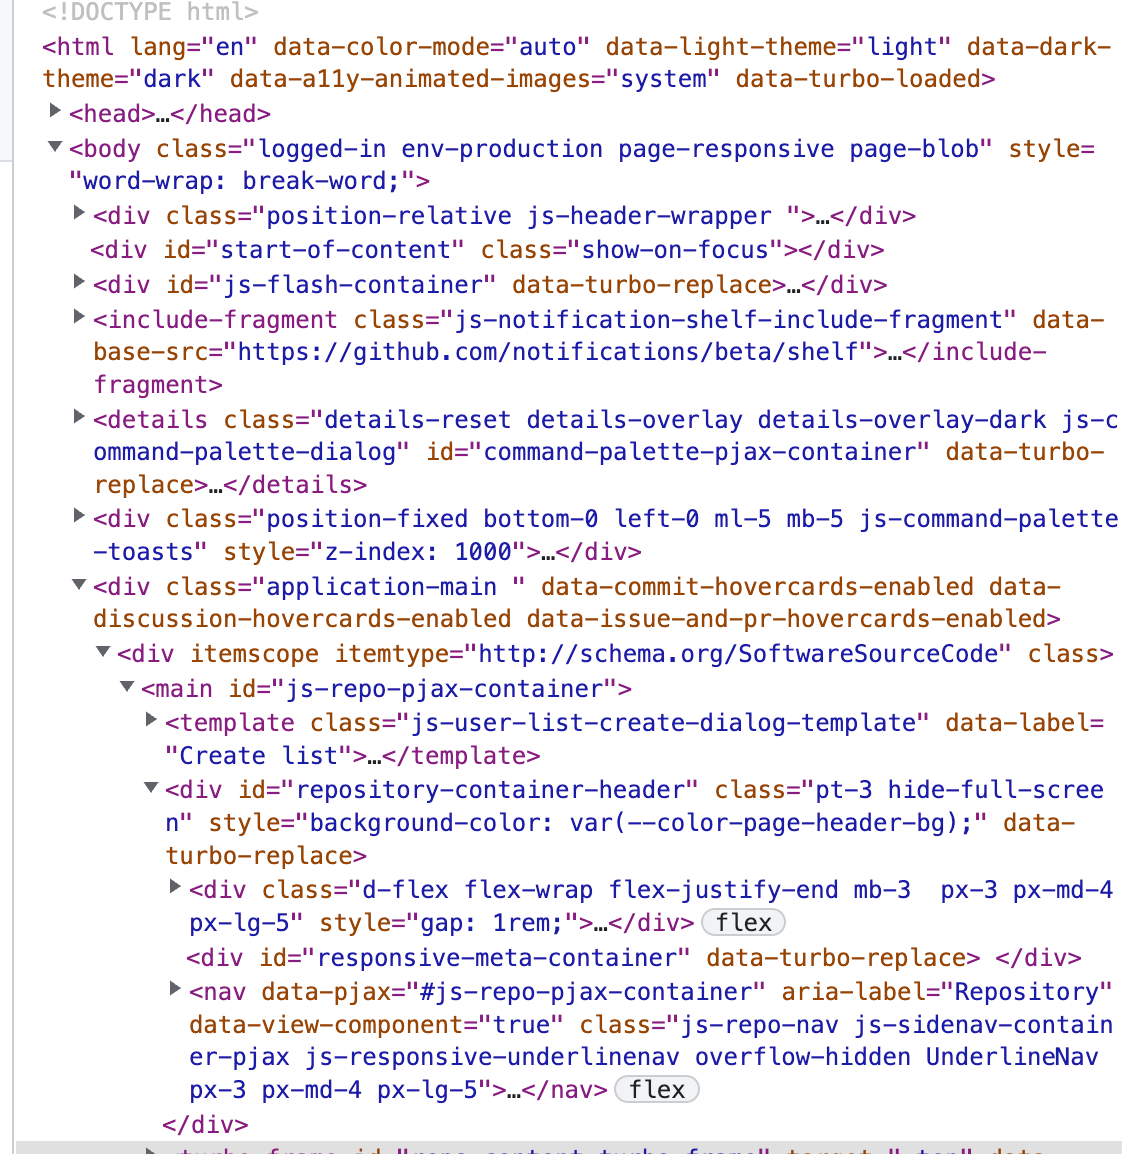 <!DOCTYPE html>
<html lang="en" data-color-mode="auto" data-light-theme="light" data-dark-
theme="dark" data-a11y-animated-images="system" data-turbo-loaded>
<head>…</head>
<body class="logged-in env-production page-responsive page-blob" style=
"word-wrap: break-word;">
<div class="position-relative js-header-wrapper ">…</div>
<div id="start-of-content" class="show-on-focus"></div>
<div id="js-flash-container" data-turbo-replace>…</div>
<include-fragment class="js-notification-shelf-include-fragment" data-
base-src="https://github.com/notifications/beta/shelf">…</include-
fragment>
<details class="details-reset details-overlay details-overlay-dark js-c
ommand-palette-dialog" id="command-palette-pjax-container" data-turbo-
replace>…</details>
<div class="position-fixed bottom-0 left-0 ml-5 mb-5 js-command-palette
-toasts" style="z-index: 1000">…</div>
<div class="application-main " data-commit-hovercards-enabled data-
discussion-hovercards-enabled data-issue-and-pr-hovercards-enabled>
<div itemscope itemtype="http://schema.org/SoftwareSourceCode" class>
<main id="js-repo-pjax-container">
<template class="js-user-list-create-dialog-template" data-label=
"Create list">…</template>
<div id="repository-container-header" class="pt-3 hide-full-scree
n" style="background-color: var(--color-page-header-bg);" data-
turbo-replace>
<div class="d-flex flex-wrap flex-justify-end mb-3  px-3 px-md-4
px-lg-5" style="gap: 1rem;">…</div> flex
<div id="responsive-meta-container" data-turbo-replace> </div>
<nav data-pjax="#js-repo-pjax-container" aria-label="Repository"
data-view-component="true" class="js-repo-nav js-sidenav-contain
er-pjax js-responsive-underlinenav overflow-hidden UnderlineNav
px-3 px-md-4 px-lg-5">…</nav> flex
</div>